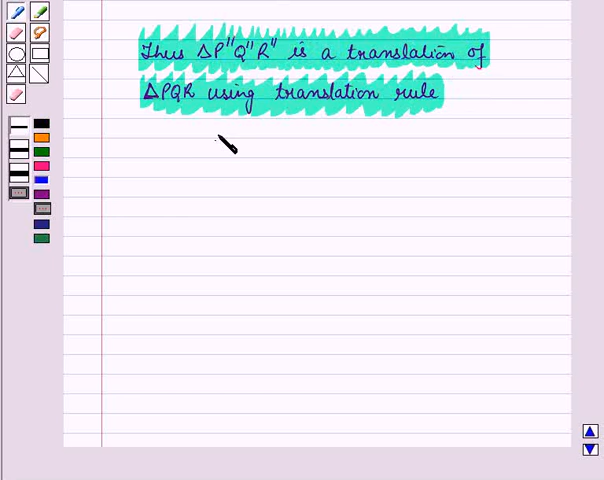 Thus ΔP"Q"R" is a translation of
ΔPQR using translation rule